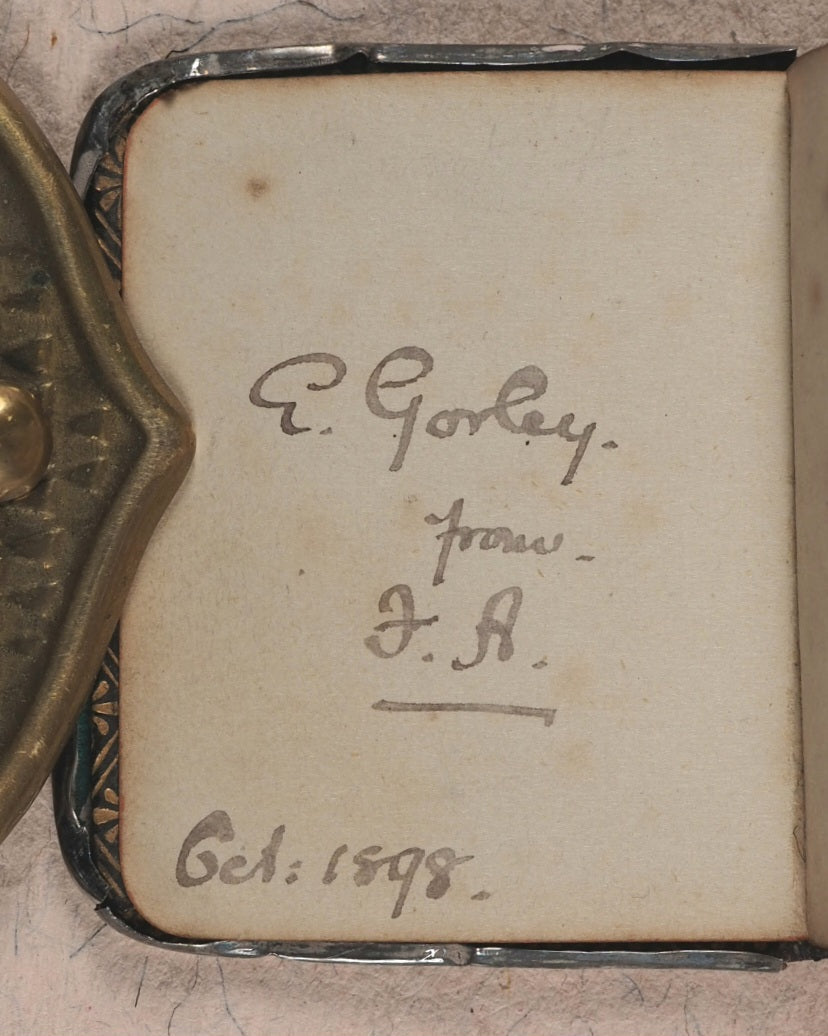 E. Gorley.
from -
F. A.
Oct: 1898.